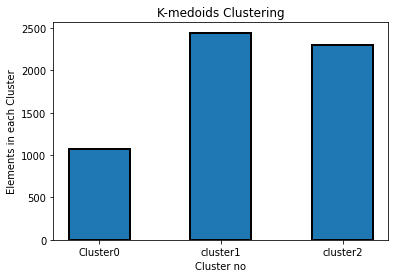 K-medoids Clustering
Elements in each Cluster
2500
2000
1500
1000
500
0
Cluster0 cluster1 cluster2
Cluster no